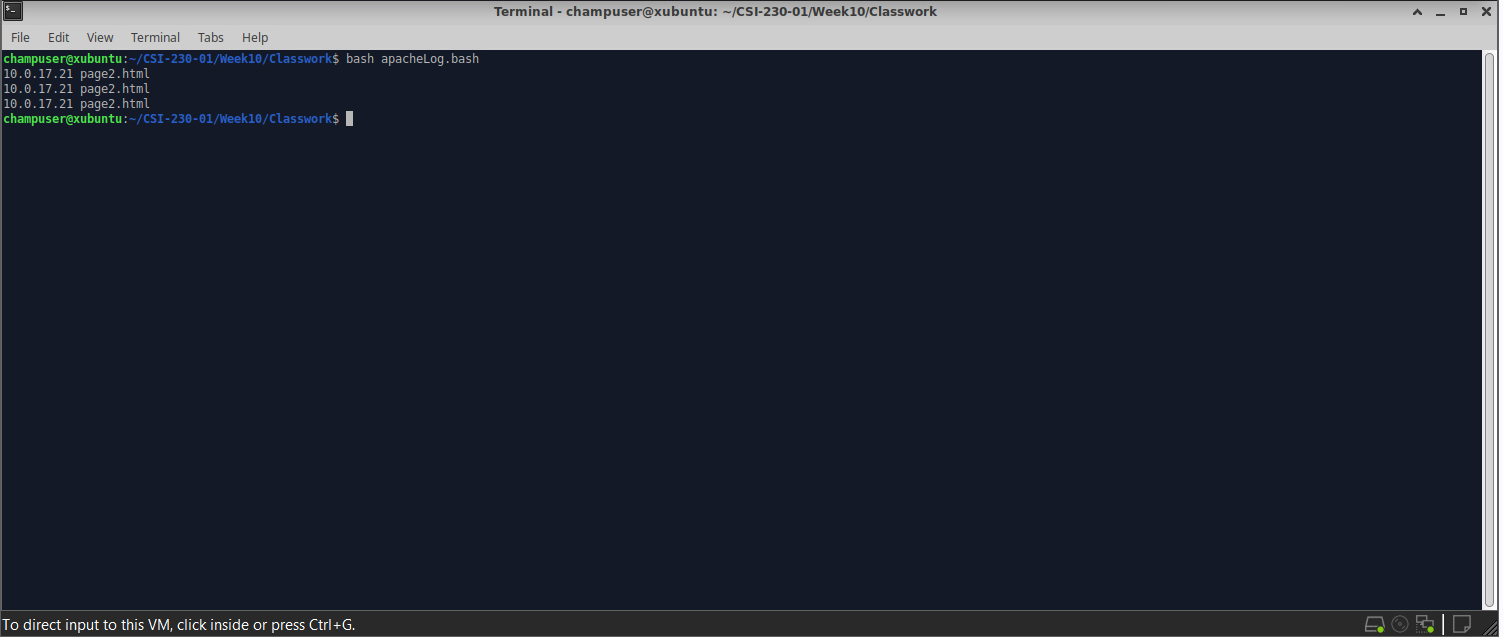 Terminal - champuser@xubuntu: ~/CSI-230-01/Week10/Classwork
File Edit View Terminal Tabs Help
champuser@xubuntu:~/CSI-230-01/Week10/Classwork$ bash apacheLog.bash
10.0.17.21 page2.html
10.0.17.21 page2.html
10.0.17.21 page2.html
champuser@xubuntu:~/CSI-230-01/Week10/Classwork$
To direct input to this VM, click inside or press Ctrl+G.